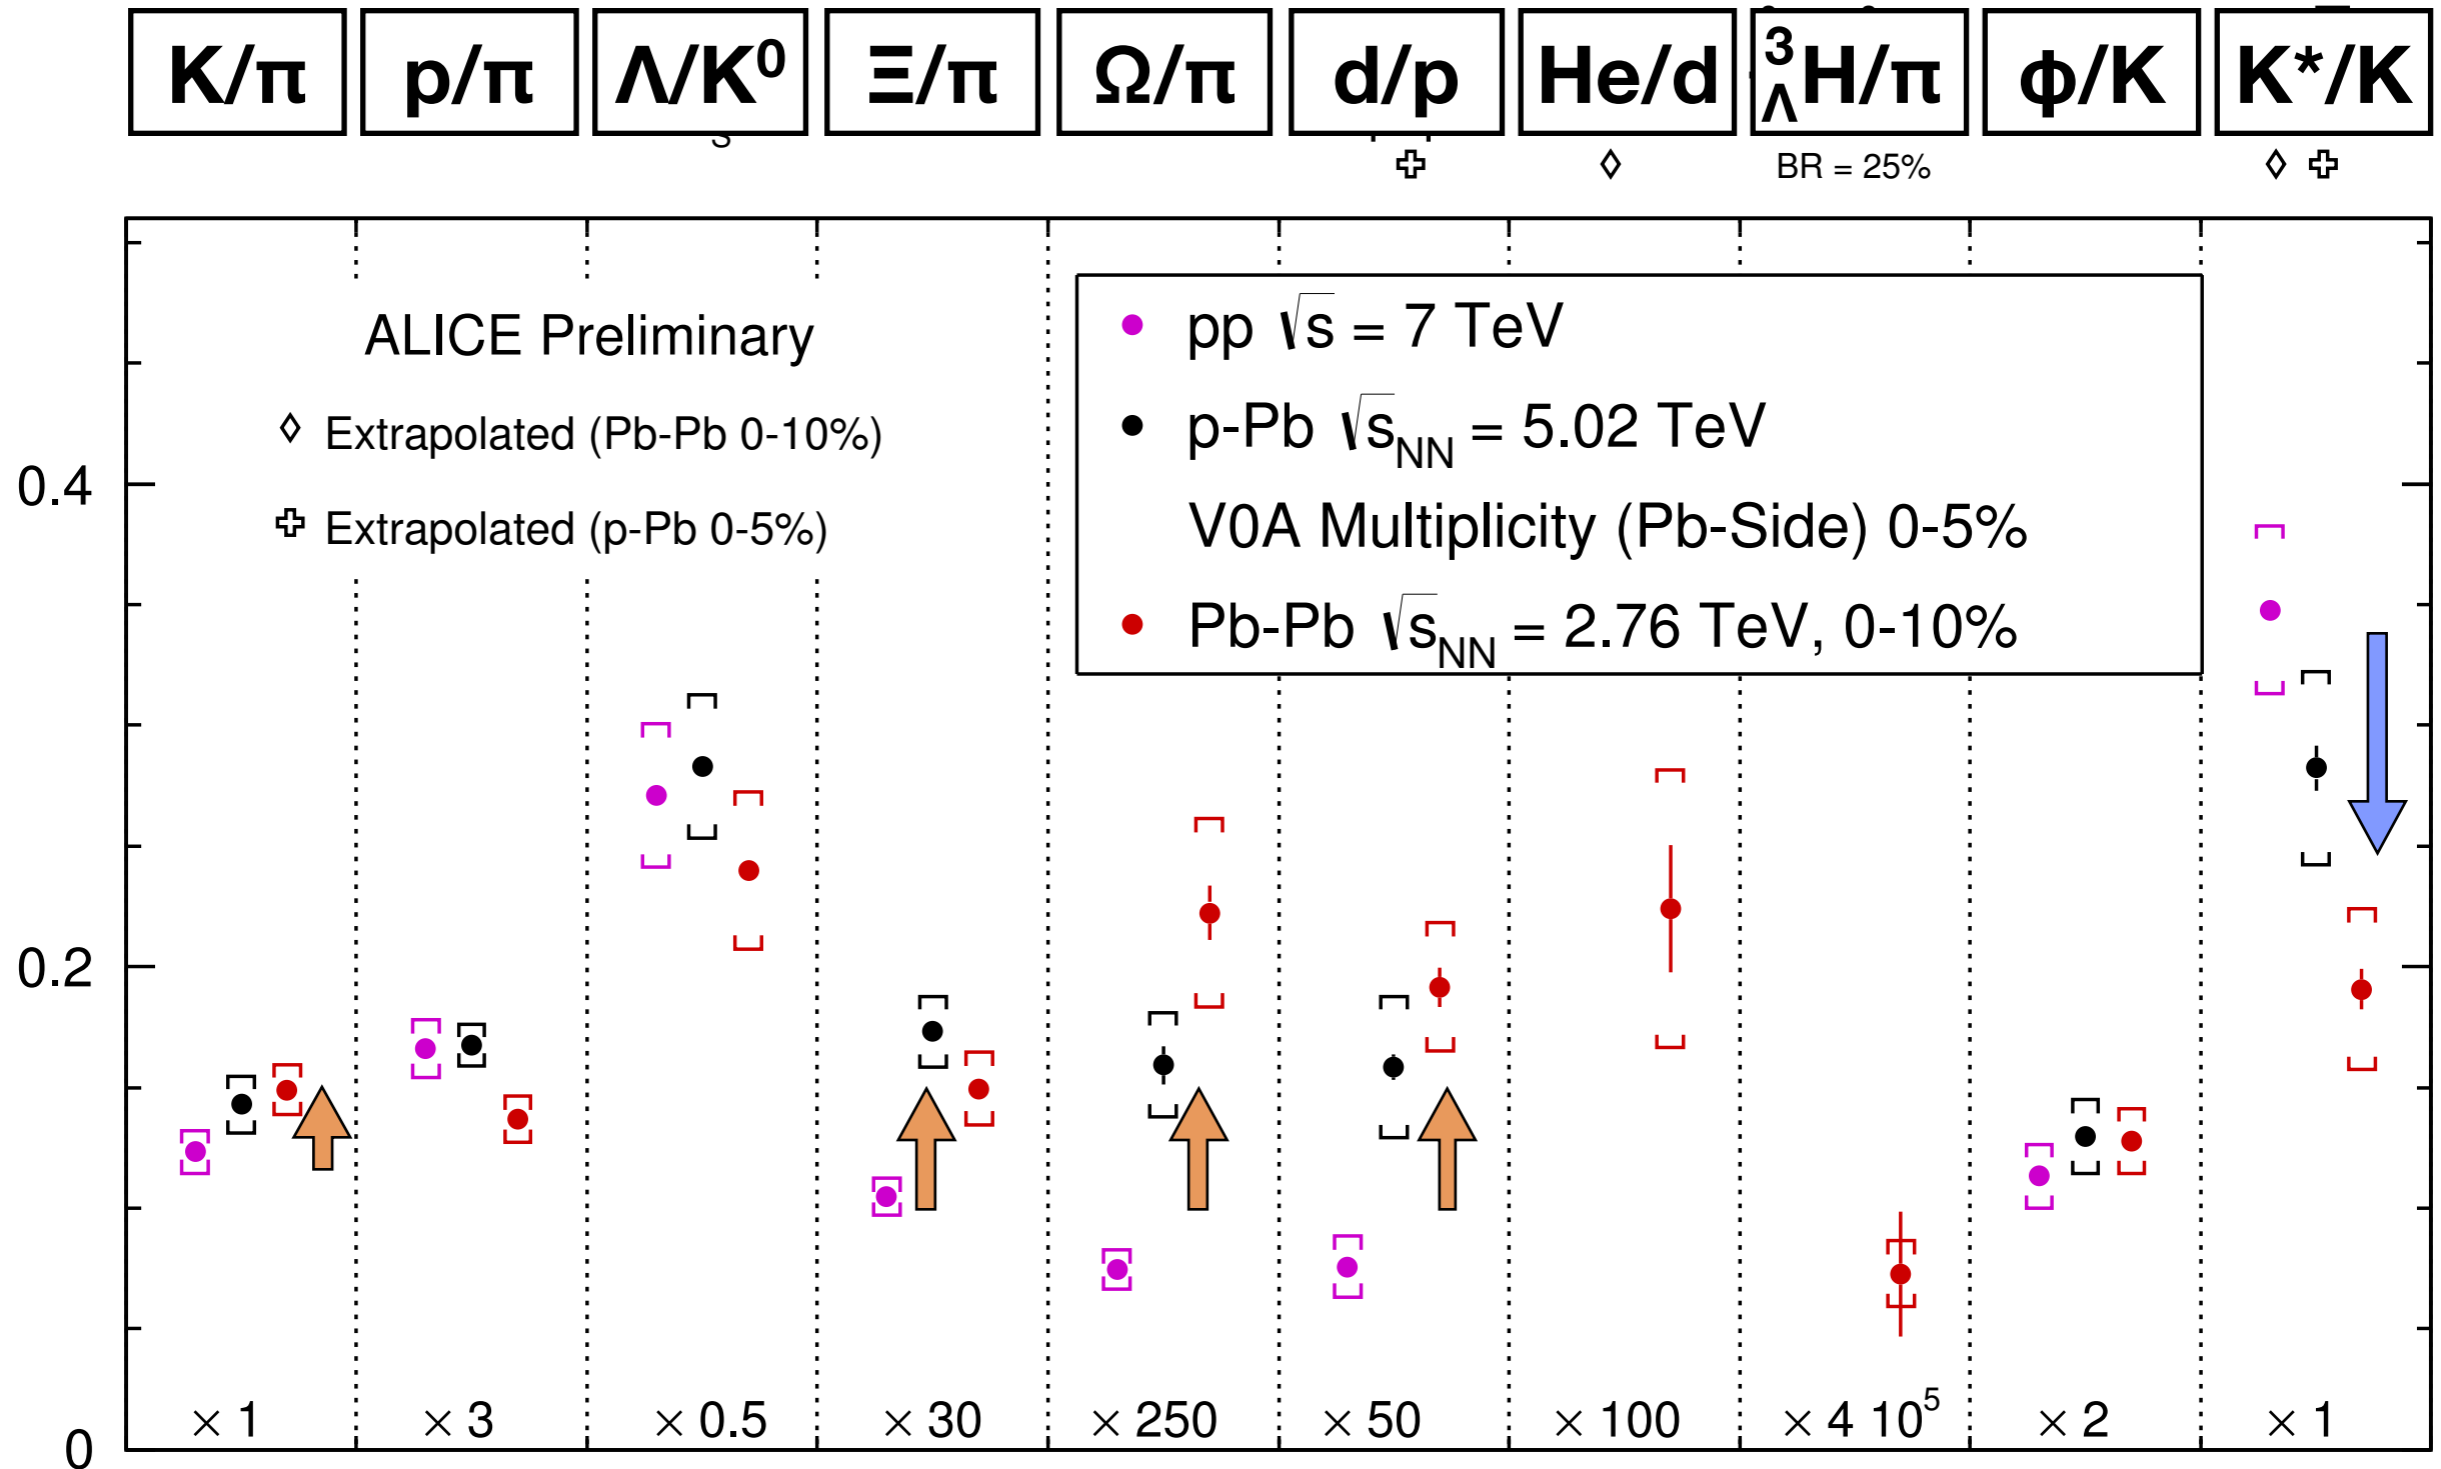 K/π p/π Λ/K⁰ Ξ/π Ω/π d/p He/d ³ΛH/π ϕ/K K*/K
s
BR = 25%
ALICE Preliminary
Extrapolated (Pb-Pb 0-10%)
Extrapolated (p-Pb 0-5%)
pp √s = 7 TeV
p-Pb √sNN = 5.02 TeV
V0A Multiplicity (Pb-Side) 0-5%
Pb-Pb √sNN = 2.76 TeV, 0-10%
0.4
0.2
0
× 1 × 3 × 0.5 × 30 × 250 × 50 × 100 × 4 10⁵ × 2 × 1